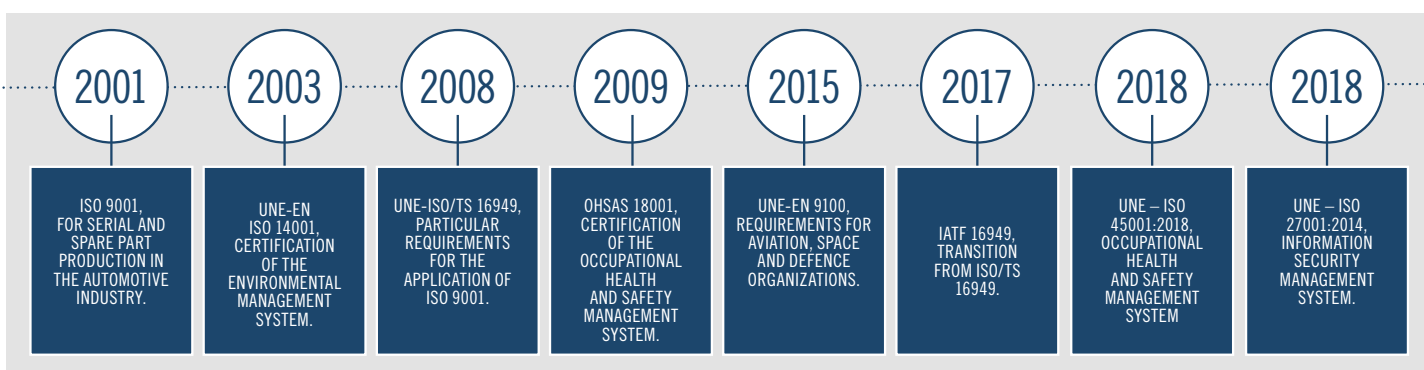 2001
ISO 9001,
FOR SERIAL AND
SPARE PART
PRODUCTION IN
THE AUTOMOTIVE
INDUSTRY.
2003
UNE-EN
ISO 14001,
CERTIFICATION
OF THE
ENVIRONMENTAL
MANAGEMENT
SYSTEM.
2008
UNE-ISO/TS 16949,
PARTICULAR
REQUIREMENTS
FOR THE
APPLICATION OF
ISO 9001.
2009
OHSAS 18001,
CERTIFICATION
OF THE
OCCUPATIONAL
HEALTH
AND SAFETY
MANAGEMENT
SYSTEM.
2015
UNE-EN 9100,
REQUIREMENTS FOR
AVIATION, SPACE
AND DEFENCE
ORGANIZATIONS.
2017
IATF 16949,
TRANSITION
FROM ISO/TS
16949.
2018
UNE – ISO
45001:2018,
OCCUPATIONAL
HEALTH
AND SAFETY
MANAGEMENT
SYSTEM
2018
UNE – ISO
27001:2014,
INFORMATION
SECURITY
MANAGEMENT
SYSTEM.